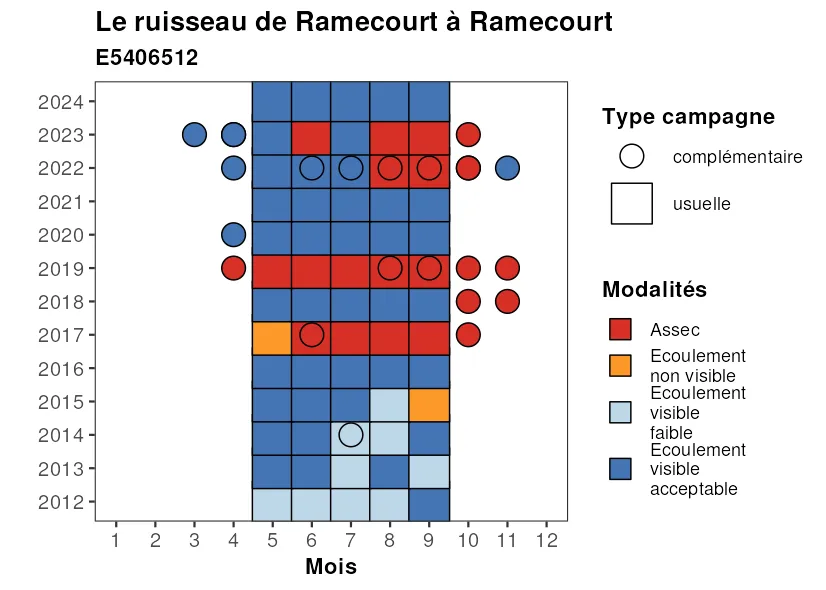 Le ruisseau de Ramecourt à Ramecourt
E5406512
2024
2023
2022
2021
2020
2019
2018
2017
2016
2015
2014
2013
2012
1 2 3 4 5 6 7 8 9 10 11 12
Mois
Type campagne
complémentaire
usuelle
Modalités
Assec
Ecoulement
non visible
Ecoulement
visible
faible
Ecoulement
visible
acceptable